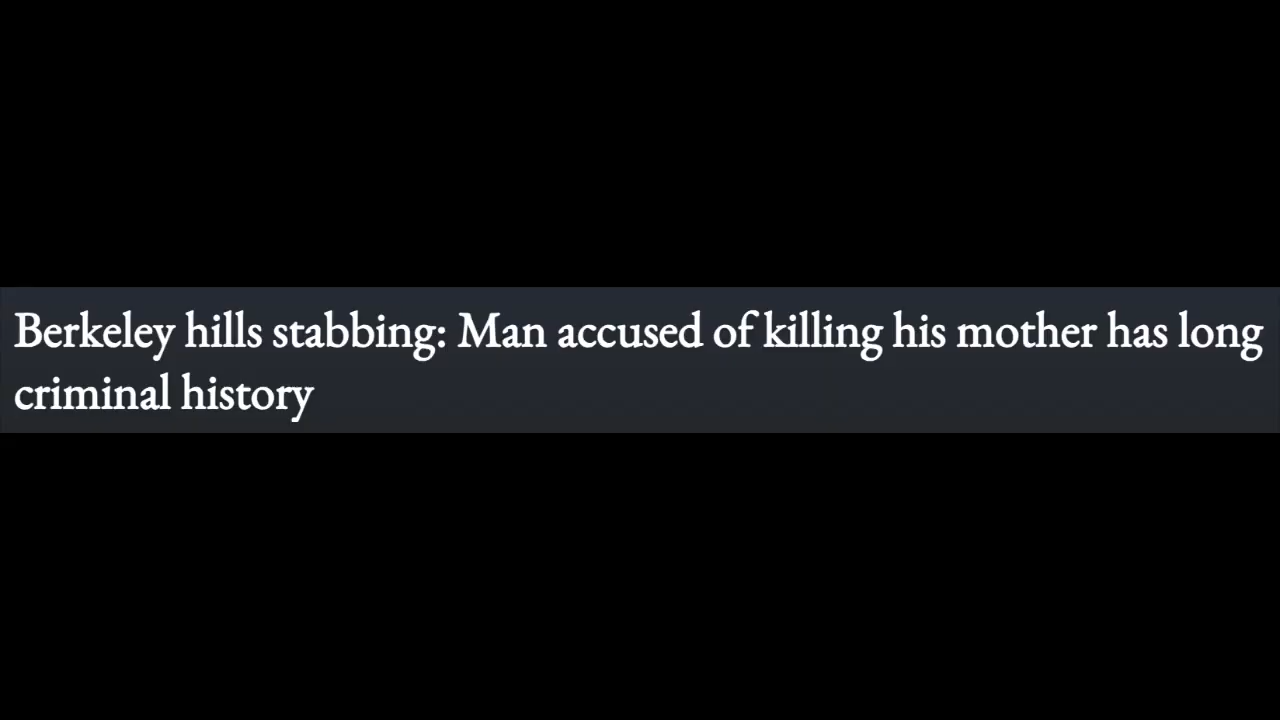 Berkeley hills stabbing: Man accused of killing his mother has long
criminal history